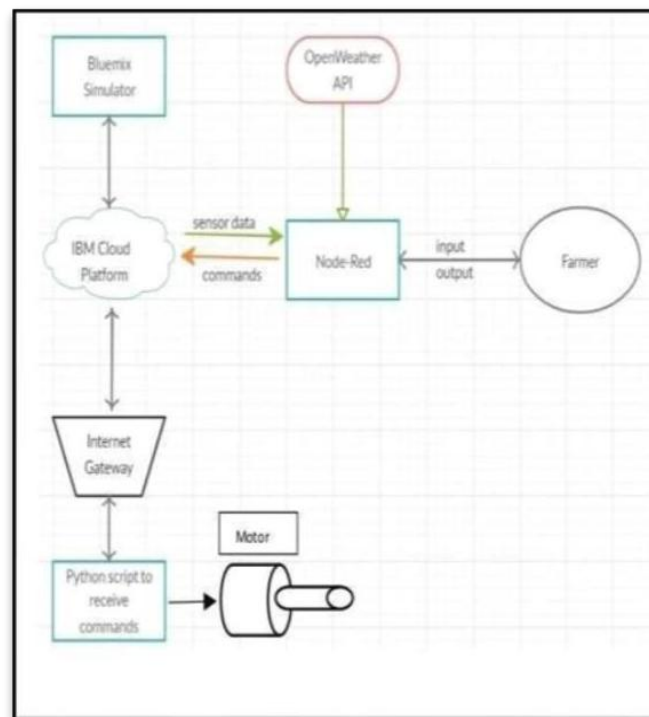 Bluemix
Simulator
OpenWeather
API
sensor data
IBM Cloud
Platform
commands
Node-Red
input
output
Farmer
Internet
Gateway
Motor
Python script to
receive
commands